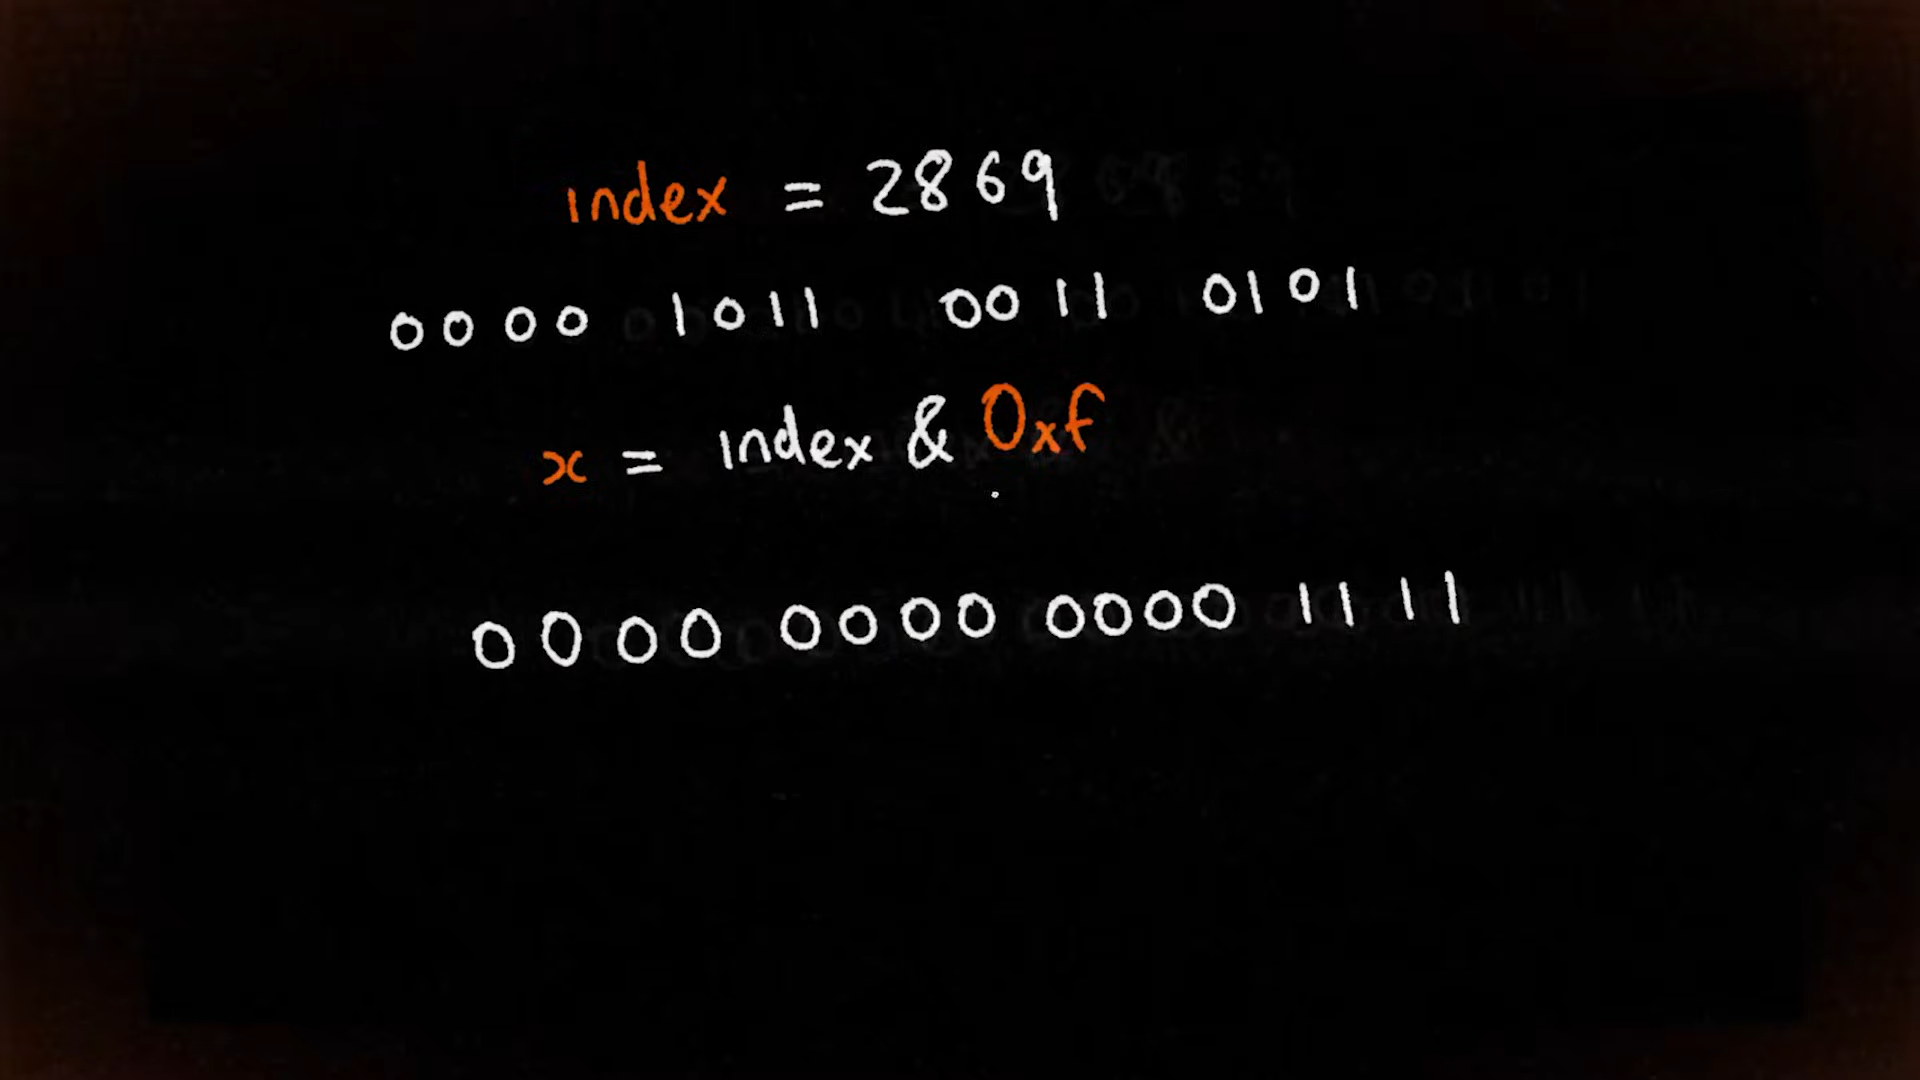 index = 2869
0000 1011 0011 0101
x = index & 0xf
0000 0000 0000 1111